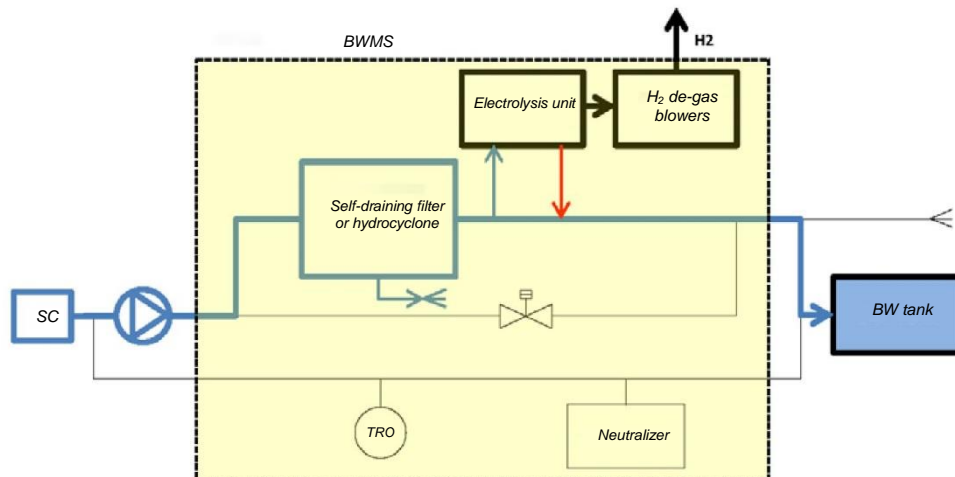 BWMS
H2
Electrolysis unit
H₂ de-gas
blowers
Self-draining filter
or hydrocyclone
SC
BW tank
TRO
Neutralizer